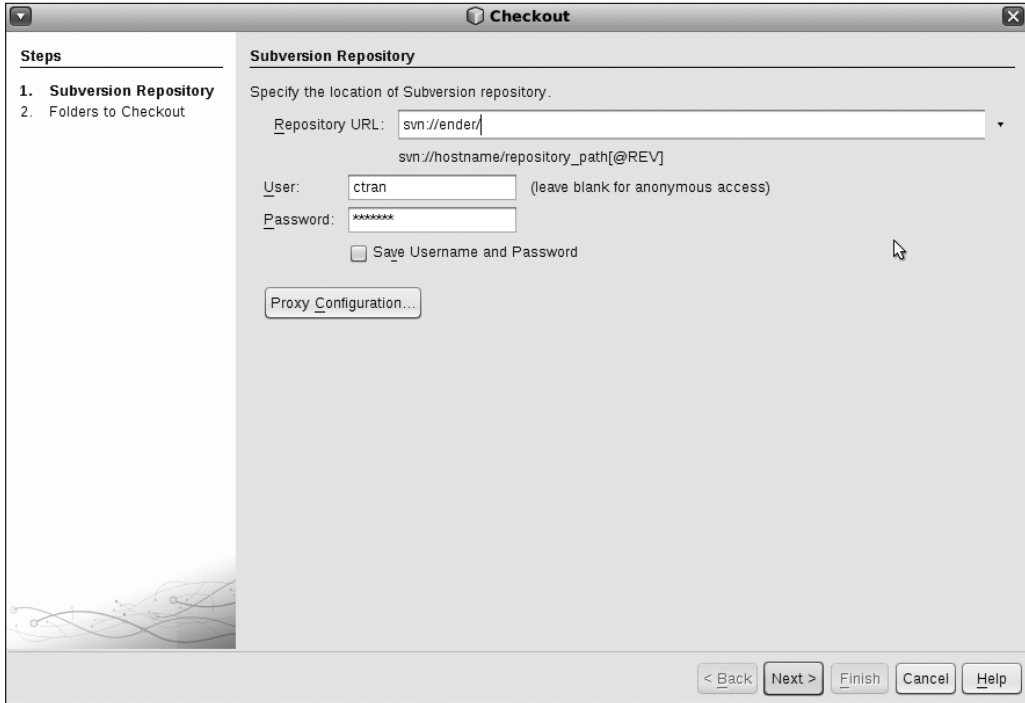 Checkout
Steps
1. Subversion Repository
2. Folders to Checkout
Subversion Repository
Specify the location of Subversion repository.
Repository URL: svn://ender/
svn://hostname/repository_path[@REV]
User: ctran (leave blank for anonymous access)
Password: *******
Save Username and Password
Proxy Configuration...
< Back Next > Finish Cancel Help